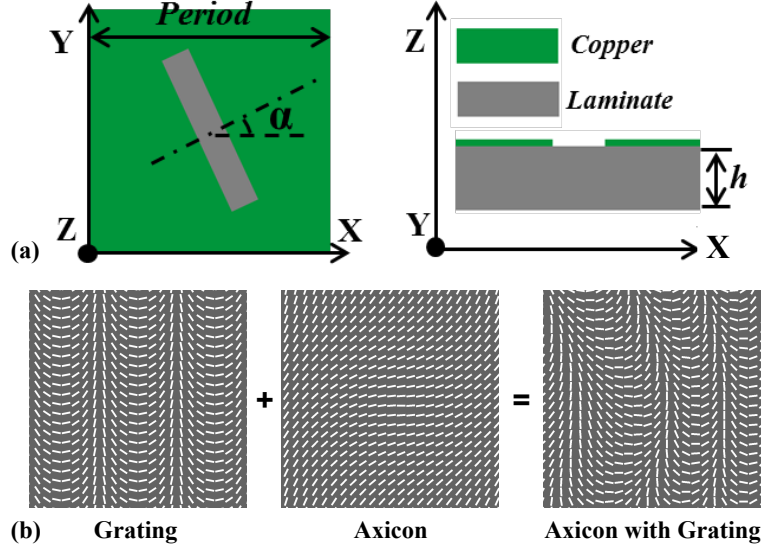 Y
Period
α
Z
X
(a)
Z
Copper
Laminate
h
Y
X
+
=
(b)
Grating
Axicon
Axicon with Grating